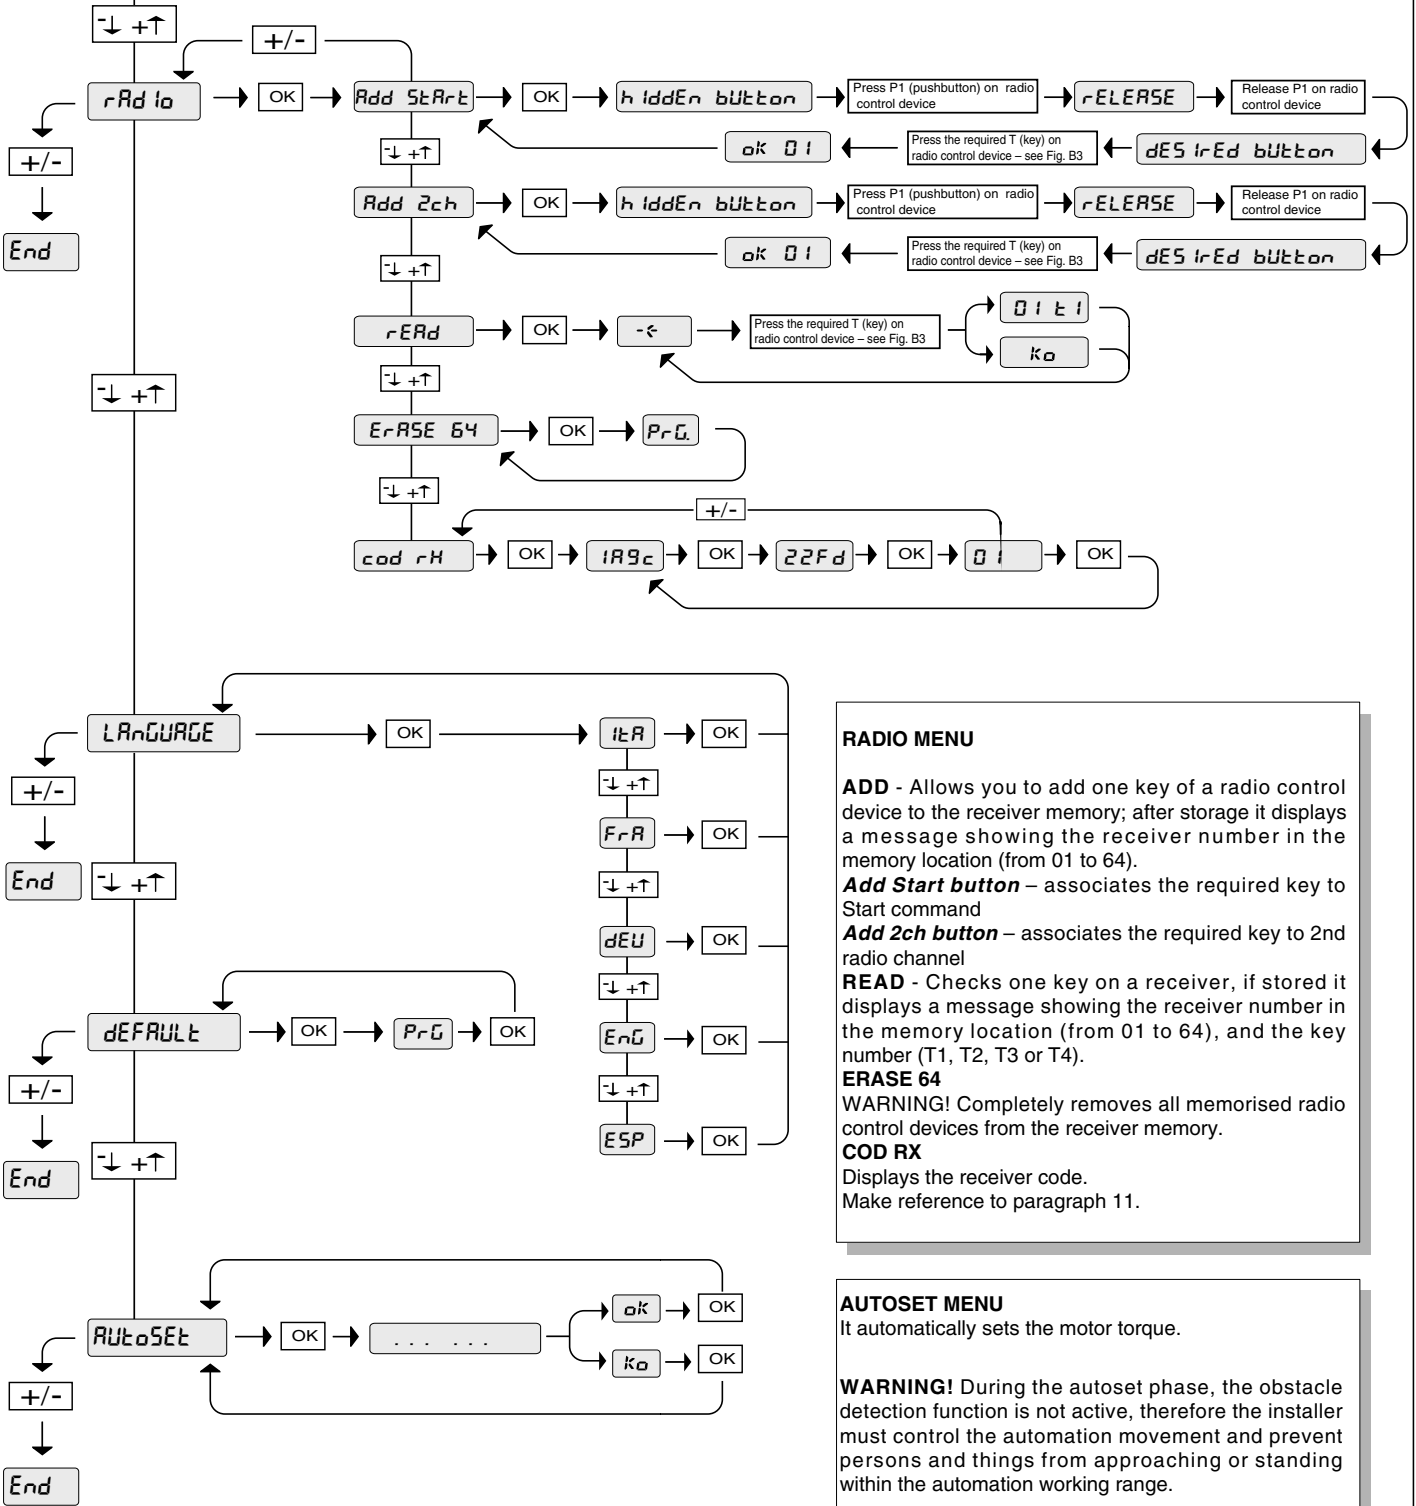 -↓ +↑
+/-
rAdIo
OK
Add StArt
OK
hIddEn bUtton
Press P1 (pushbutton) on radio
control device
rELEASE
Release P1 on radio
control device
-↓ +↑
oK 01
Press the required T (key) on
radio control device – see Fig. B3
dESIrEd bUtton
+/-
End
Add 2ch
OK
hIddEn bUtton
Press P1 (pushbutton) on radio
control device
rELEASE
Release P1 on radio
control device
oK 01
Press the required T (key) on
radio control device – see Fig. B3
dESIrEd bUtton
-↓ +↑
rEAd
OK
-<-
Press the required T (key) on
radio control device – see Fig. B3
01 t1
Ko
-↓ +↑
-↓ +↑
ErASE 64
OK
PrG.
-↓ +↑
+/-
cod rH
OK
1A9c
OK
22Fd
OK
01
OK
LAnGUAGE
OK
ItA
OK
+/-
-↓ +↑
FrA
OK
End
-↓ +↑
-↓ +↑
dEU
OK
-↓ +↑
dEFAULt
OK
PrG
OK
EnG
OK
+/-
-↓ +↑
ESP
OK
End
-↓ +↑
AUtoSEt
OK
... ...
oK
OK
Ko
OK
+/-
End
RADIO MENU
ADD - Allows you to add one key of a radio control
device to the receiver memory; after storage it displays
a message showing the receiver number in the
memory location (from 01 to 64).
Add Start button – associates the required key to
Start command
Add 2ch button – associates the required key to 2nd
radio channel
READ - Checks one key on a receiver, if stored it
displays a message showing the receiver number in
the memory location (from 01 to 64), and the key
number (T1, T2, T3 or T4).
ERASE 64
WARNING! Completely removes all memorised radio
control devices from the receiver memory.
COD RX
Displays the receiver code.
Make reference to paragraph 11.
AUTOSET MENU
It automatically sets the motor torque.
WARNING! During the autoset phase, the obstacle
detection function is not active, therefore the installer
must control the automation movement and prevent
persons and things from approaching or standing
within the automation working range.